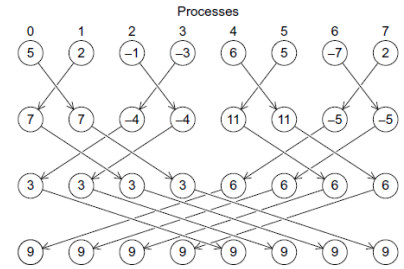 Processes
0 1 2 3 4 5 6 7
5 2 –1 –3 6 5 –7 2
7 7 –4 –4 11 11 –5 –5
3 3 3 3 6 6 6 6
9 9 9 9 9 9 9 9